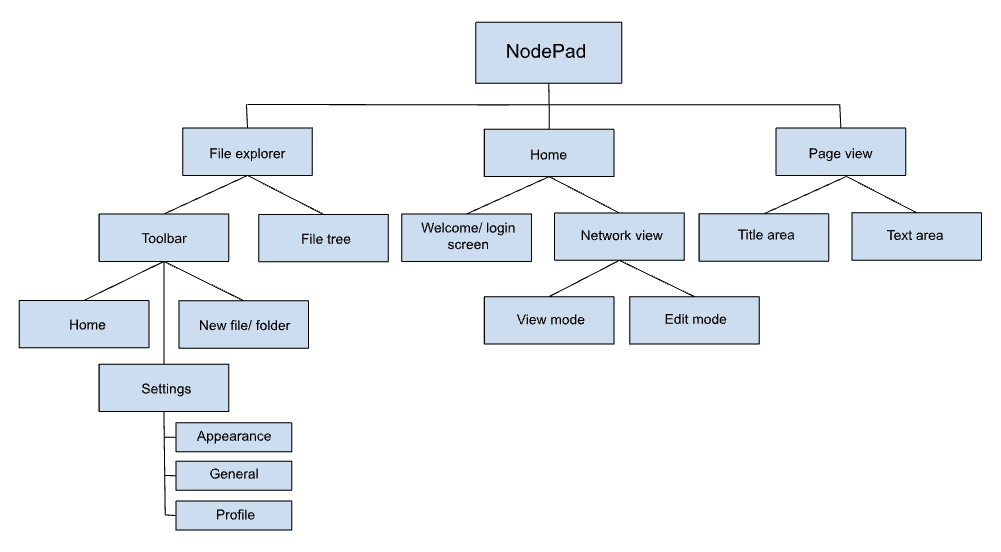 NodePad
File explorer
Home
Page view
Toolbar
File tree
Welcome/ login
screen
Network view
Title area
Text area
Home
New file/ folder
View mode
Edit mode
Settings
Appearance
General
Profile